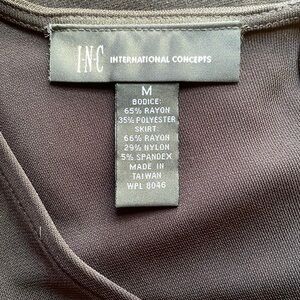 I·N·C INTERNATIONAL CONCEPTS
M
BODICE:
65% RAYON
35% POLYESTER
SKIRT:
66% RAYON
29% NYLON
5% SPANDEX
MADE IN
TAIWAN
WPL 8046